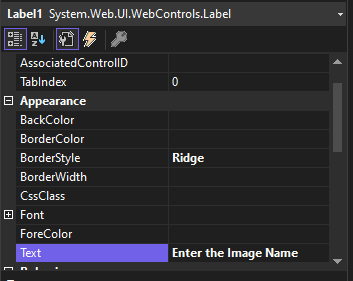 Label1 System.Web.UI.WebControls.Label
AssociatedControlID
TabIndex 0
Appearance
BackColor
BorderColor
BorderStyle Ridge
BorderWidth
CssClass
Font
ForeColor
Text Enter the Image Name